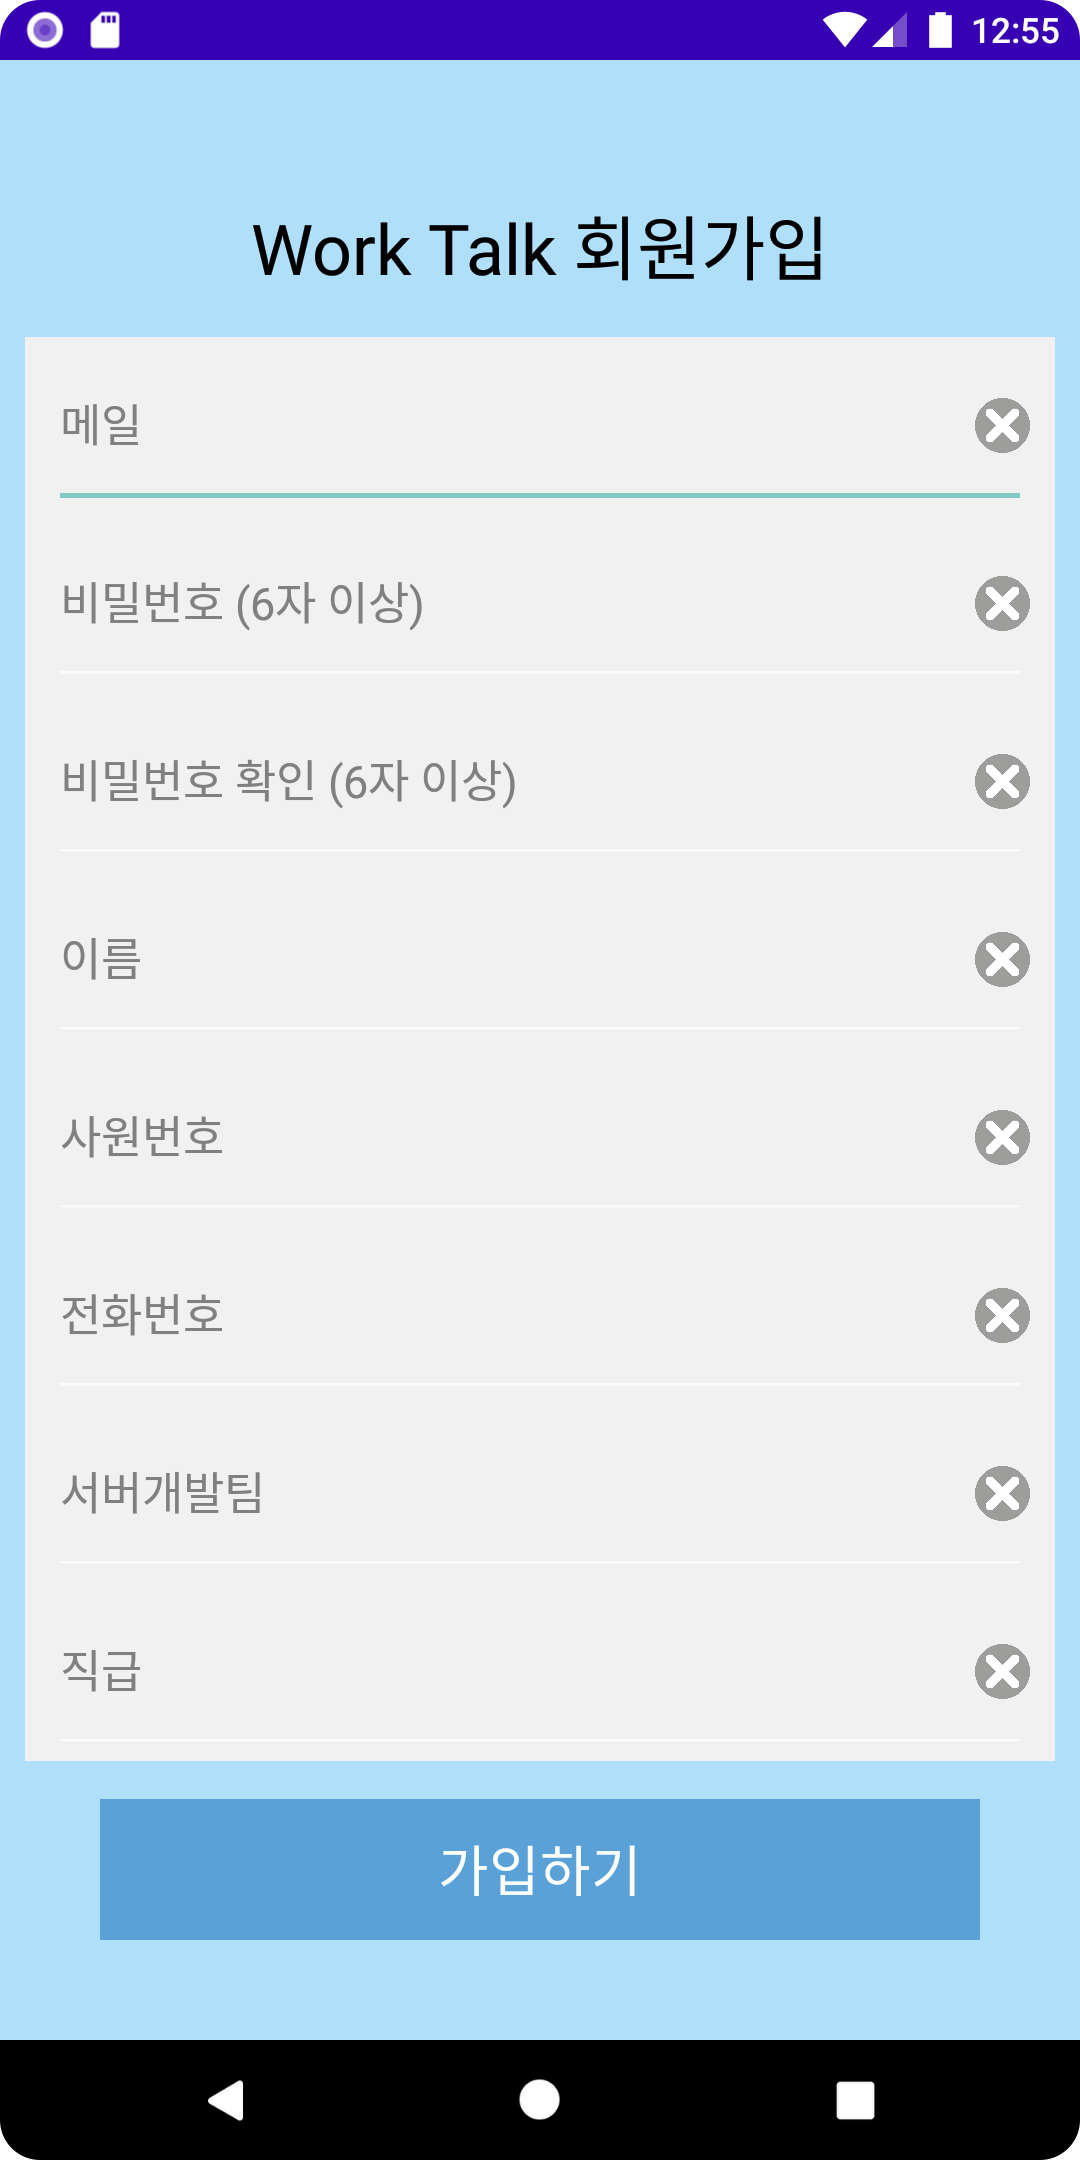 12:55
Work Talk 회원가입
메일
비밀번호 (6자 이상)
비밀번호 확인 (6자 이상)
이름
사원번호
전화번호
서버개발팀
직급
가입하기